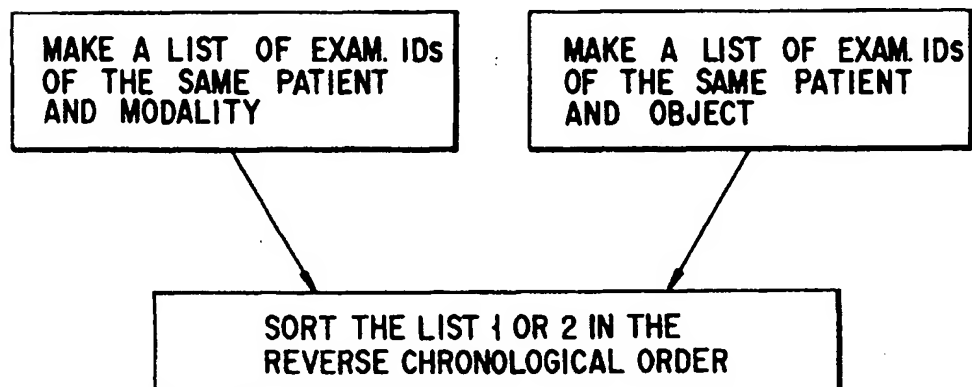 MAKE A LIST OF EXAM. IDs
OF THE SAME PATIENT
AND MODALITY
MAKE A LIST OF EXAM. IDs
OF THE SAME PATIENT
AND OBJECT
SORT THE LIST 1 OR 2 IN THE
REVERSE CHRONOLOGICAL ORDER